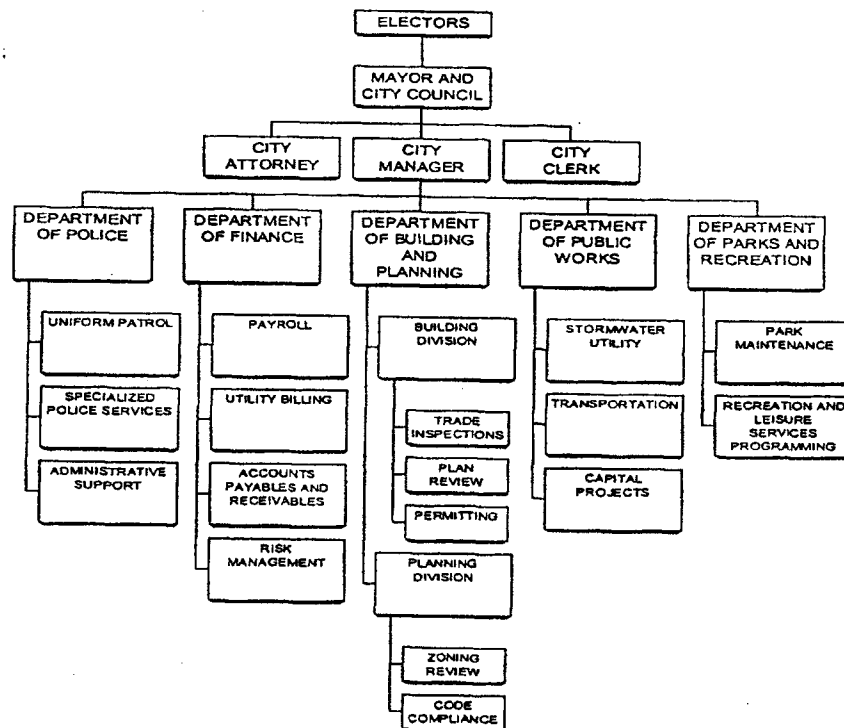 ELECTORS
MAYOR AND
CITY COUNCIL
CITY
ATTORNEY
CITY
MANAGER
CITY
CLERK
DEPARTMENT
OF POLICE
DEPARTMENT
OF FINANCE
DEPARTMENT
OF BUILDING
AND
PLANNING
DEPARTMENT
OF PUBLIC
WORKS
DEPARTMENT
OF PARKS AND
RECREATION
UNIFORM PATROL
SPECIALIZED
POLICE SERVICES
ADMINISTRATIVE
SUPPORT
PAYROLL
UTILITY BILLING
ACCOUNTS
PAYABLES AND
RECEIVABLES
RISK
MANAGEMENT
BUILDING
DIVISION
TRADE
INSPECTIONS
PLAN
REVIEW
PERMITTING
PLANNING
DIVISION
ZONING
REVIEW
CODE
COMPLIANCE
STORMWATER
UTILITY
TRANSPORTATION
CAPITAL
PROJECTS
PARK
MAINTENANCE
RECREATION AND
LEISURE
SERVICES
PROGRAMMING